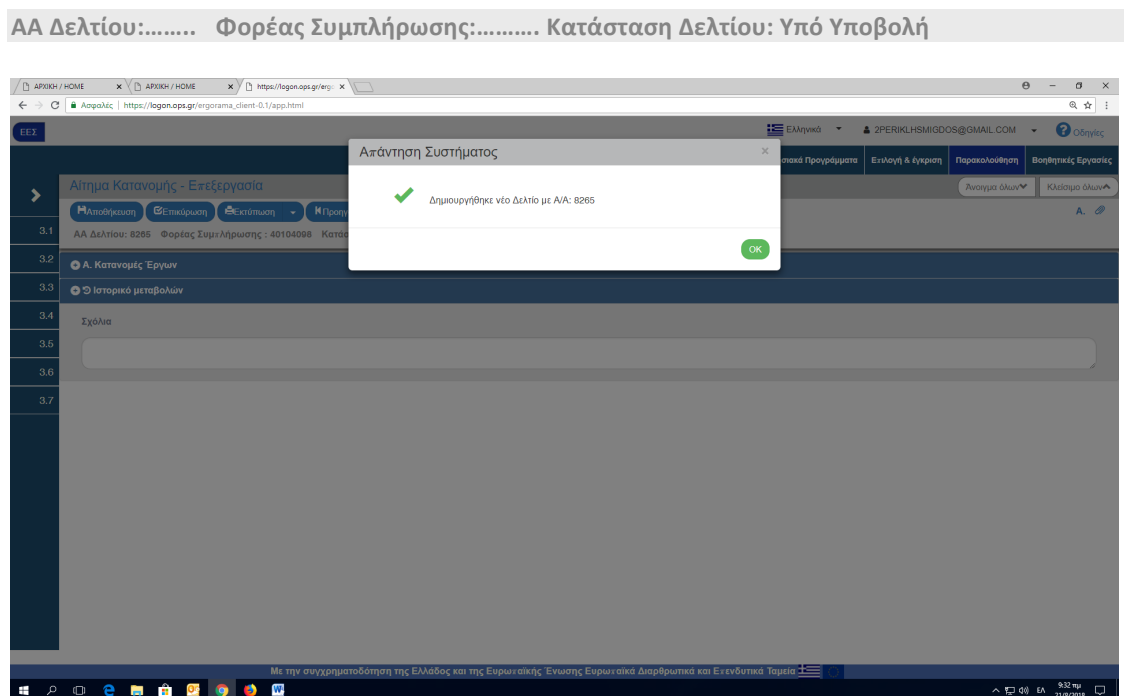 ΑΑ Δελτίου:…….. Φορέας Συμπλήρωσης:………. Κατάσταση Δελτίου: Υπό Υποβολή
ΑΡΧΙΚΗ / HOME ΑΡΧΙΚΗ / HOME https://logon.ops.gr/ergo
Ασφαλές | https://logon.ops.gr/ergorama_client-0.1/app.html
ΕΕΣ Ελληνικά 2PERIKLHSMIGDOS@GMAIL.COM Οδηγίες
Απάντηση Συστήματος ×
Προγράμματα Επιλογή & έγκριση Παρακολούθηση Βοηθητικές Εργασίες
Αίτημα Κατανομής - Επεξεργασία Άνοιγμα όλων Κλείσιμο όλων
Δημιουργήθηκε νέο Δελτίο με Α/Α: 8265
Αποθήκευση Επικύρωση Εκτύπωση Α.
ΑΑ Δελτίου: 8265 Φορέας Συμπλήρωσης : 40104098
OK
3.1
3.2
Α. Κατανομές Έργων
3.3
Ιστορικό μεταβολών
3.4
Σχόλια
3.5
3.6
3.7
Με την συγχρηματοδότηση της Ελλάδος και της Ευρωπαϊκής Ένωσης Ευρωπαϊκά Διαρθρωτικά και Επενδυτικά Ταμεία
ΕΛ 9:32 πμ
21/9/2018